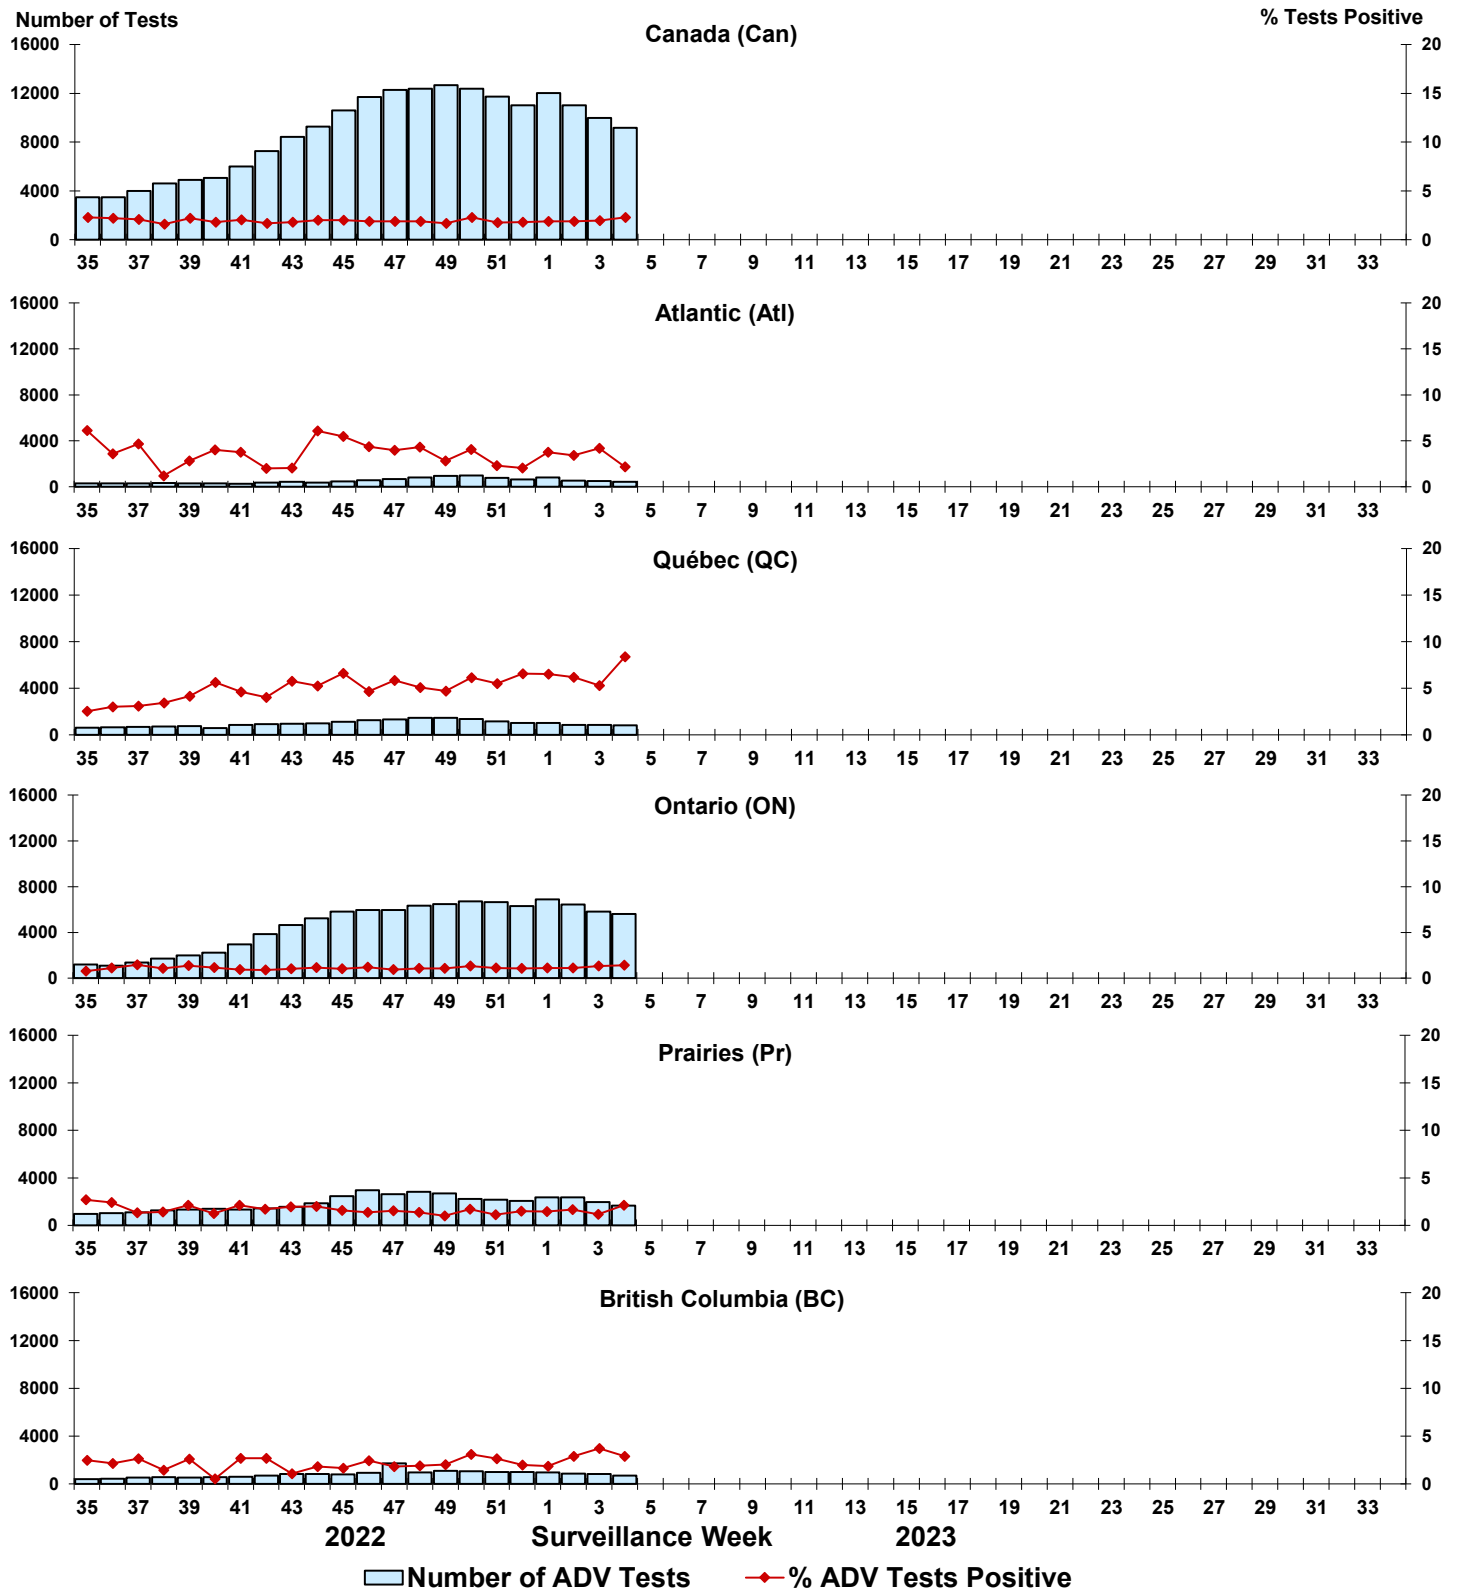 Number of Tests
% Tests Positive
Canada (Can)
16000 20
12000 15
8000 10
4000 5
0 0
35 37 39 41 43 45 47 49 51 1 3 5 7 9 11 13 15 17 19 21 23 25 27 29 31 33
Atlantic (Atl)
16000 20
12000 15
8000 10
4000 5
0 0
35 37 39 41 43 45 47 49 51 1 3 5 7 9 11 13 15 17 19 21 23 25 27 29 31 33
Québec (QC)
16000 20
12000 15
8000 10
4000 5
0 0
35 37 39 41 43 45 47 49 51 1 3 5 7 9 11 13 15 17 19 21 23 25 27 29 31 33
Ontario (ON)
16000 20
12000 15
8000 10
4000 5
0 0
35 37 39 41 43 45 47 49 51 1 3 5 7 9 11 13 15 17 19 21 23 25 27 29 31 33
Prairies (Pr)
16000 20
12000 15
8000 10
4000 5
0 0
35 37 39 41 43 45 47 49 51 1 3 5 7 9 11 13 15 17 19 21 23 25 27 29 31 33
British Columbia (BC)
16000 20
12000 15
8000 10
4000 5
0 0
35 37 39 41 43 45 47 49 51 1 3 5 7 9 11 13 15 17 19 21 23 25 27 29 31 33
2022 Surveillance Week 2023
Number of ADV Tests % ADV Tests Positive